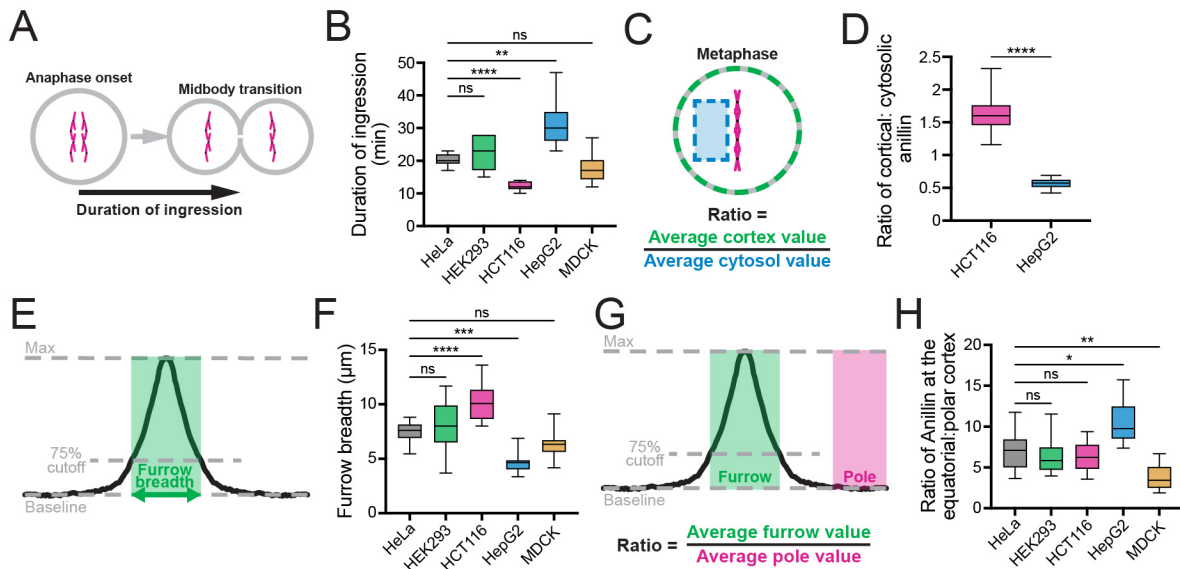 A
Anaphase onset
Midbody transition
Duration of ingression
B
Duration of ingression
(min)
50
40
30
20
10
0
ns
**
****
ns
HeLa
HEK293
HCT116
HepG2
MDCK
C
Metaphase
Ratio =
Average cortex value
Average cytosol value
D
Ratio of cortical: cytosolic
anillin
2.5
2
1.5
1
0.5
0
****
HCT116
HepG2
E
Max
75%
cutoff
Furrow
breadth
Baseline
F
Furrow breadth (µm)
15
10
5
0
ns
***
****
ns
HeLa
HEK293
HCT116
HepG2
MDCK
G
Max
75%
cutoff
Furrow
Pole
Baseline
Ratio =
Average furrow value
Average pole value
H
Ratio of Anillin at the
equatorial:polar cortex
20
15
10
5
0
**
*
ns
ns
HeLa
HEK293
HCT116
HepG2
MDCK